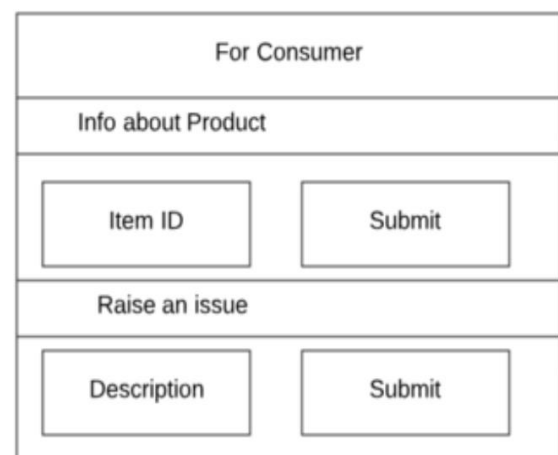 For Consumer
Info about Product
Item ID
Submit
Raise an issue
Description
Submit